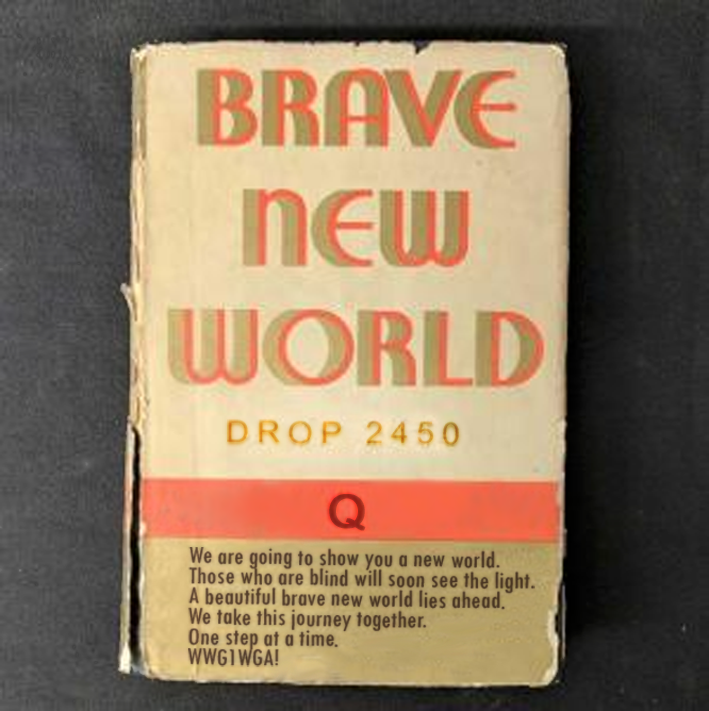 BRAVE
NEW
WORLD
DROP 2450
Q
We are going to show you a new world.
Those who are blind will soon see the light.
A beautiful brave new world lies ahead.
We take this journey together.
One step at a time.
WWG1WGA!